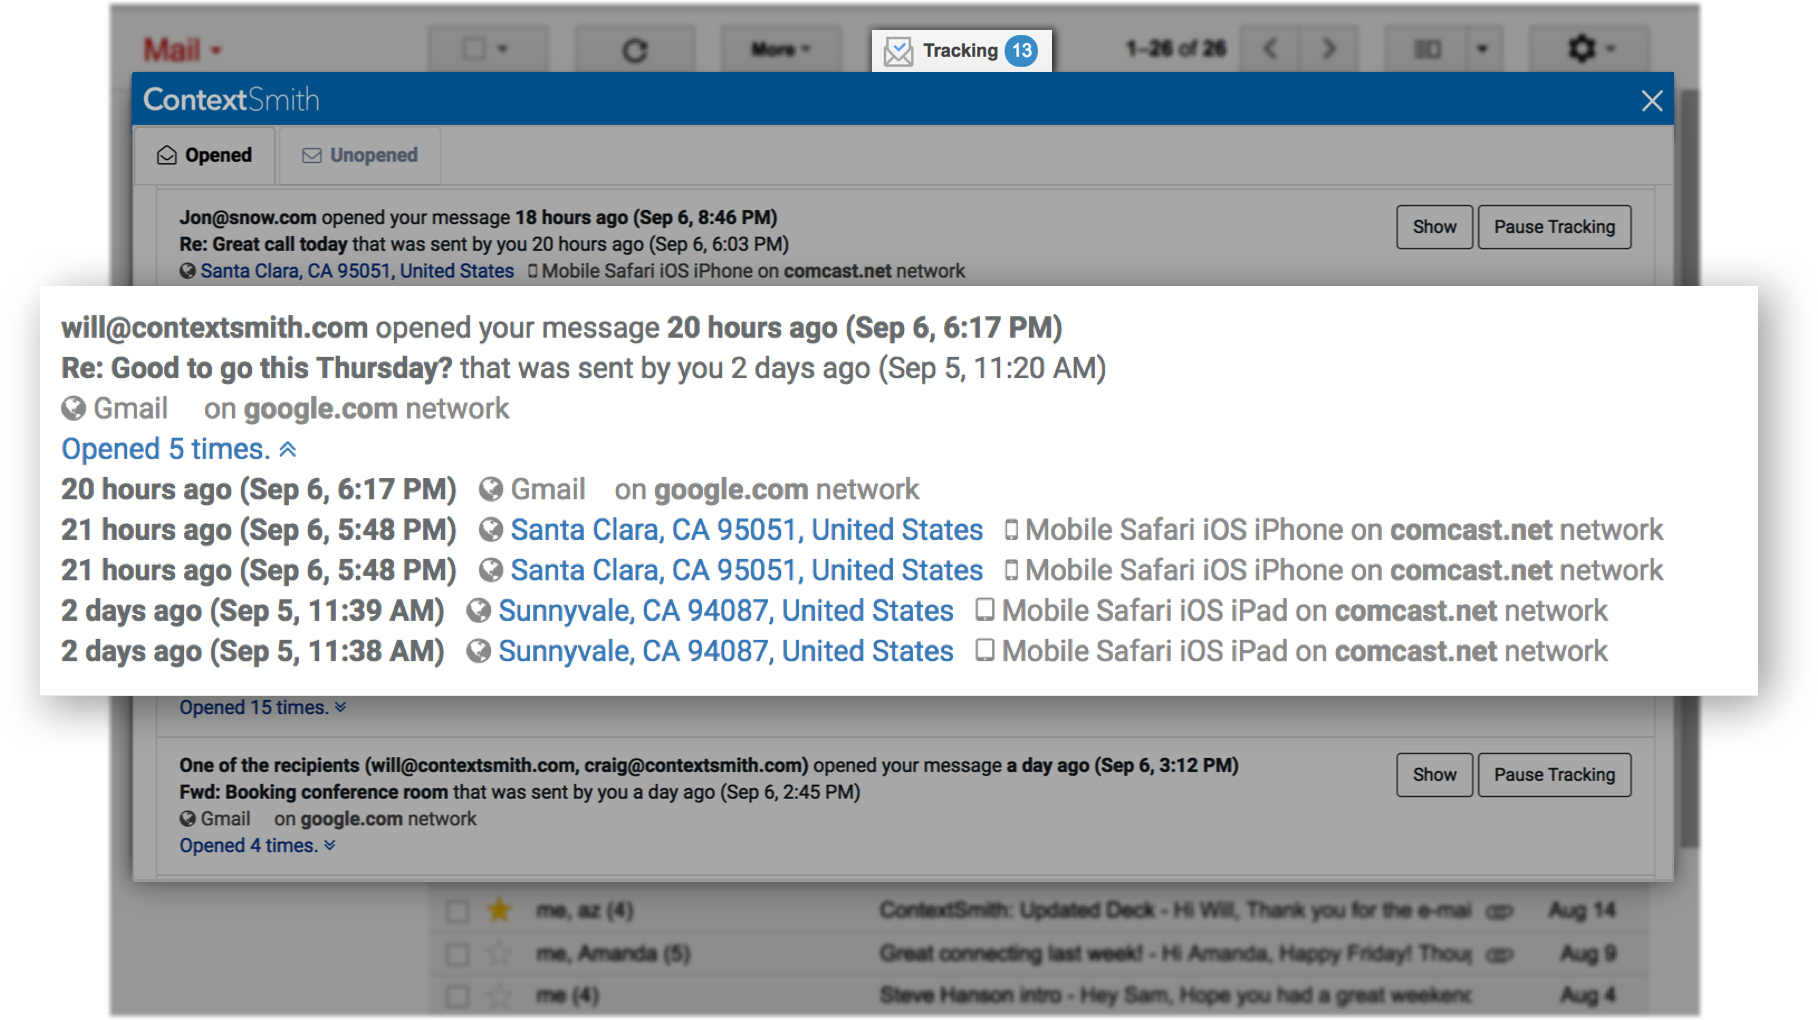 Mail
More
Tracking 13
1–26 of 26
ContextSmith
Opened
Unopened
Jon@snow.com opened your message 18 hours ago (Sep 6, 8:46 PM)
Re: Great call today that was sent by you 20 hours ago (Sep 6, 6:03 PM)
Santa Clara, CA 95051, United States Mobile Safari iOS iPhone on comcast.net network
Show
Pause Tracking
will@contextsmith.com opened your message 20 hours ago (Sep 6, 6:17 PM)
Re: Good to go this Thursday? that was sent by you 2 days ago (Sep 5, 11:20 AM)
Gmail on google.com network
Opened 5 times.
20 hours ago (Sep 6, 6:17 PM) Gmail on google.com network
21 hours ago (Sep 6, 5:48 PM) Santa Clara, CA 95051, United States Mobile Safari iOS iPhone on comcast.net network
21 hours ago (Sep 6, 5:48 PM) Santa Clara, CA 95051, United States Mobile Safari iOS iPhone on comcast.net network
2 days ago (Sep 5, 11:39 AM) Sunnyvale, CA 94087, United States Mobile Safari iOS iPad on comcast.net network
2 days ago (Sep 5, 11:38 AM) Sunnyvale, CA 94087, United States Mobile Safari iOS iPad on comcast.net network
Opened 15 times.
One of the recipients (will@contextsmith.com, craig@contextsmith.com) opened your message a day ago (Sep 6, 3:12 PM)
Fwd: Booking conference room that was sent by you a day ago (Sep 6, 2:45 PM)
Gmail on google.com network
Opened 4 times.
Show
Pause Tracking
me, az (4) ContextSmith: Updated Deck - Hi Will, Thank you for the e-mai Aug 14
me, Amanda (5) Great connecting last week! - Hi Amanda, Happy Friday! Thoug Aug 9
me (4) Steve Hanson intro - Hey Sam, Hope you had a great weekend Aug 4